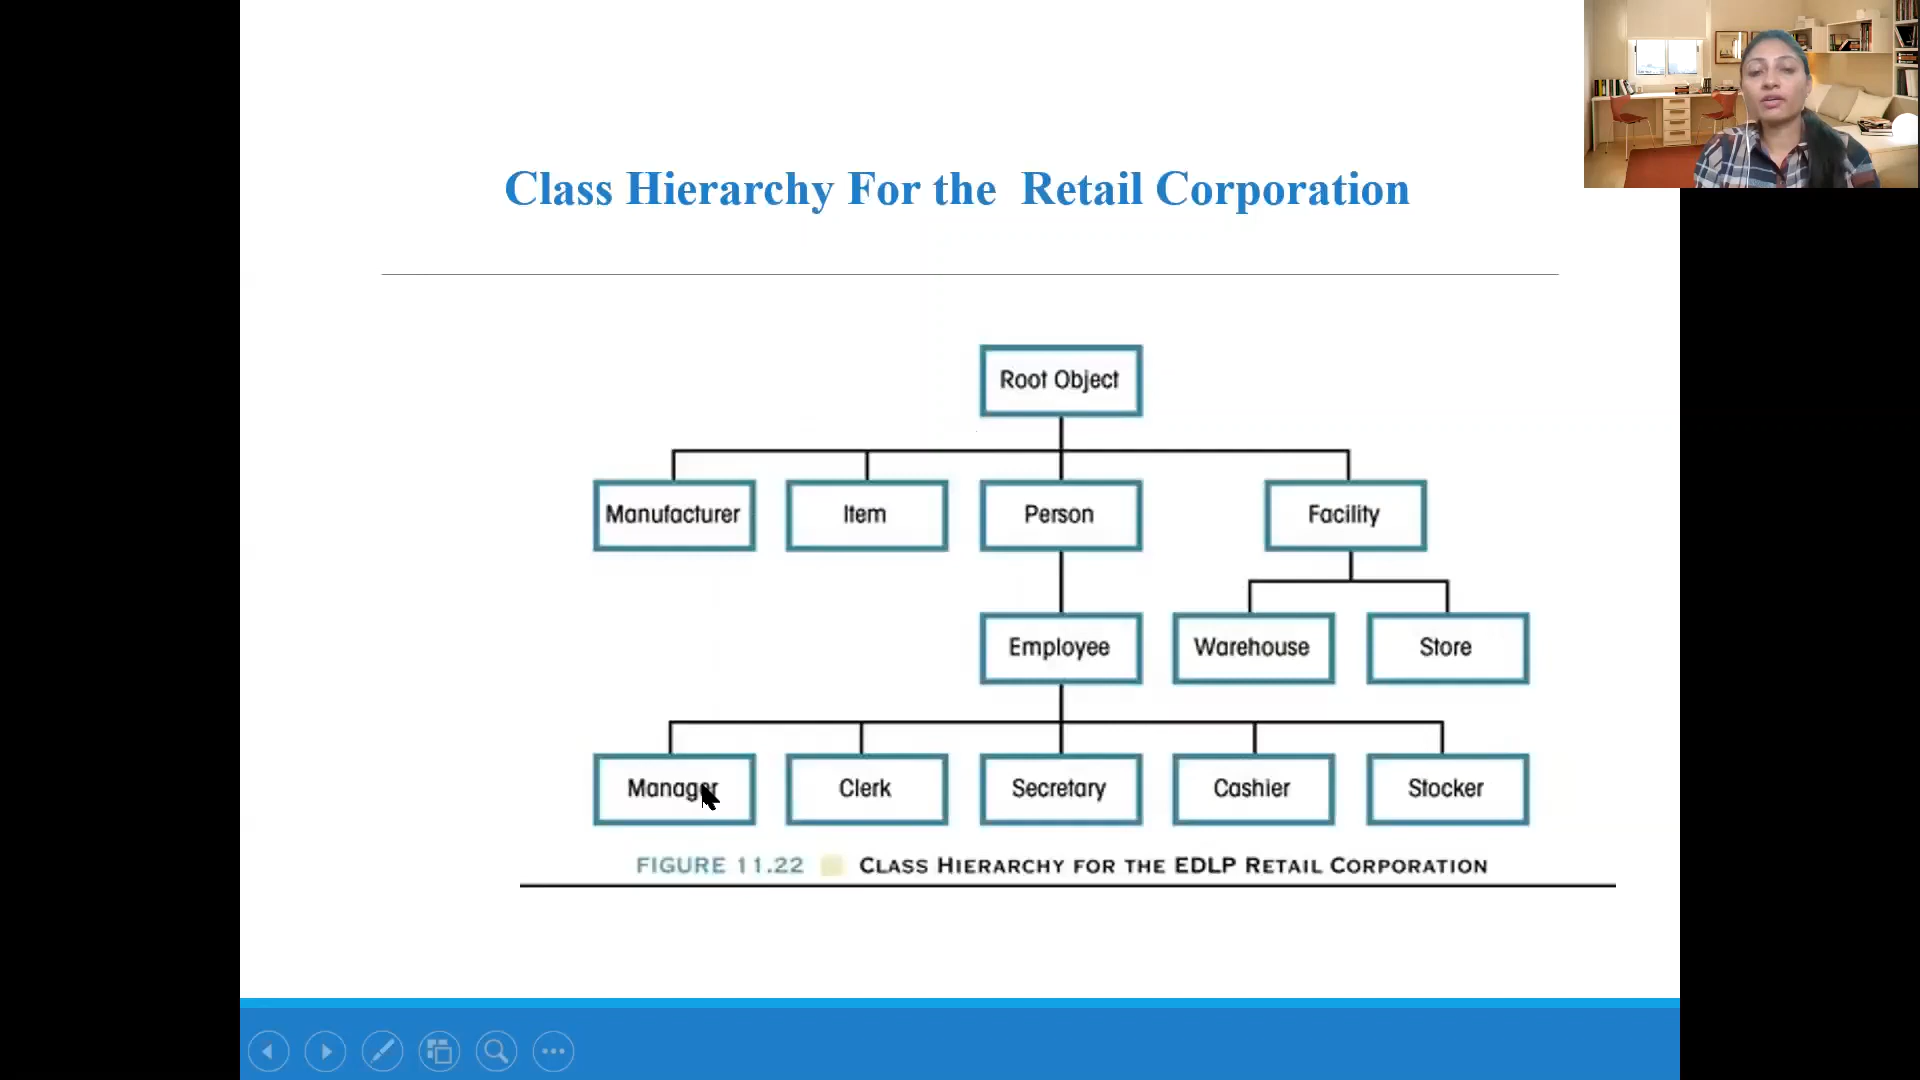 Class Hierarchy For the Retail Corporation
Root Object
Manufacturer
Item
Person
Facility
Employee
Warehouse
Store
Manager
Clerk
Secretary
Cashier
Stocker
FIGURE 11.22 CLASS HIERARCHY FOR THE EDLP RETAIL CORPORATION